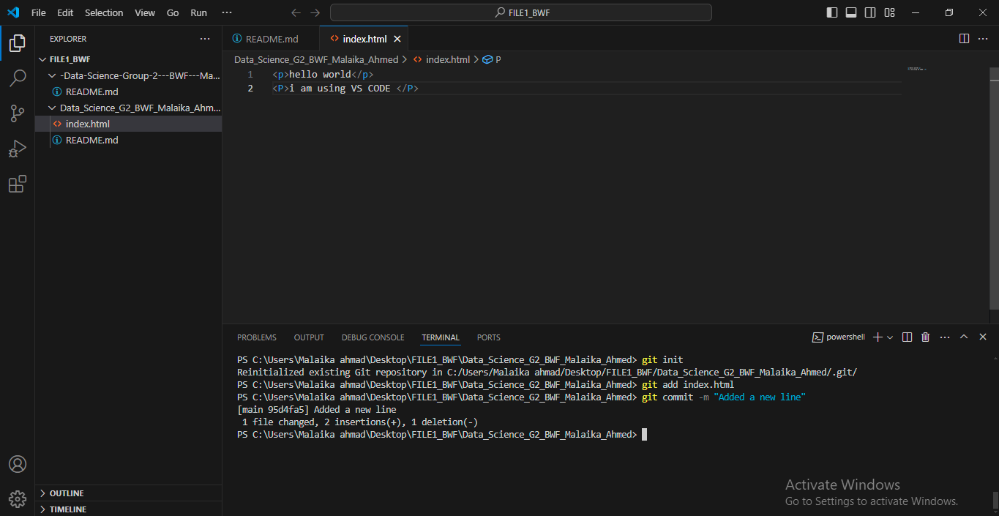 File Edit Selection View Go Run ··· FILE1_BWF
EXPLORER ···
FILE1_BWF
-Data-Science-Group-2---BWF---Ma...
README.md
Data_Science_G2_BWF_Malaika_Ahm...
index.html
README.md
OUTLINE
TIMELINE
README.md index.html
Data_Science_G2_BWF_Malaika_Ahmed > index.html > P
1 <p>hello world</p>
2 <P>i am using VS CODE </P>
PROBLEMS OUTPUT DEBUG CONSOLE TERMINAL PORTS powershell
PS C:\Users\Malaika ahmad\Desktop\FILE1_BWF\Data_Science_G2_BWF_Malaika_Ahmed> git init
Reinitialized existing Git repository in C:/Users/Malaika ahmad/Desktop/FILE1_BWF/Data_Science_G2_BWF_Malaika_Ahmed/.git/
PS C:\Users\Malaika ahmad\Desktop\FILE1_BWF\Data_Science_G2_BWF_Malaika_Ahmed> git add index.html
PS C:\Users\Malaika ahmad\Desktop\FILE1_BWF\Data_Science_G2_BWF_Malaika_Ahmed> git commit -m "Added a new line"
[main 95d4fa5] Added a new line
1 file changed, 2 insertions(+), 1 deletion(-)
PS C:\Users\Malaika ahmad\Desktop\FILE1_BWF\Data_Science_G2_BWF_Malaika_Ahmed>
Activate Windows
Go to Settings to activate Windows.